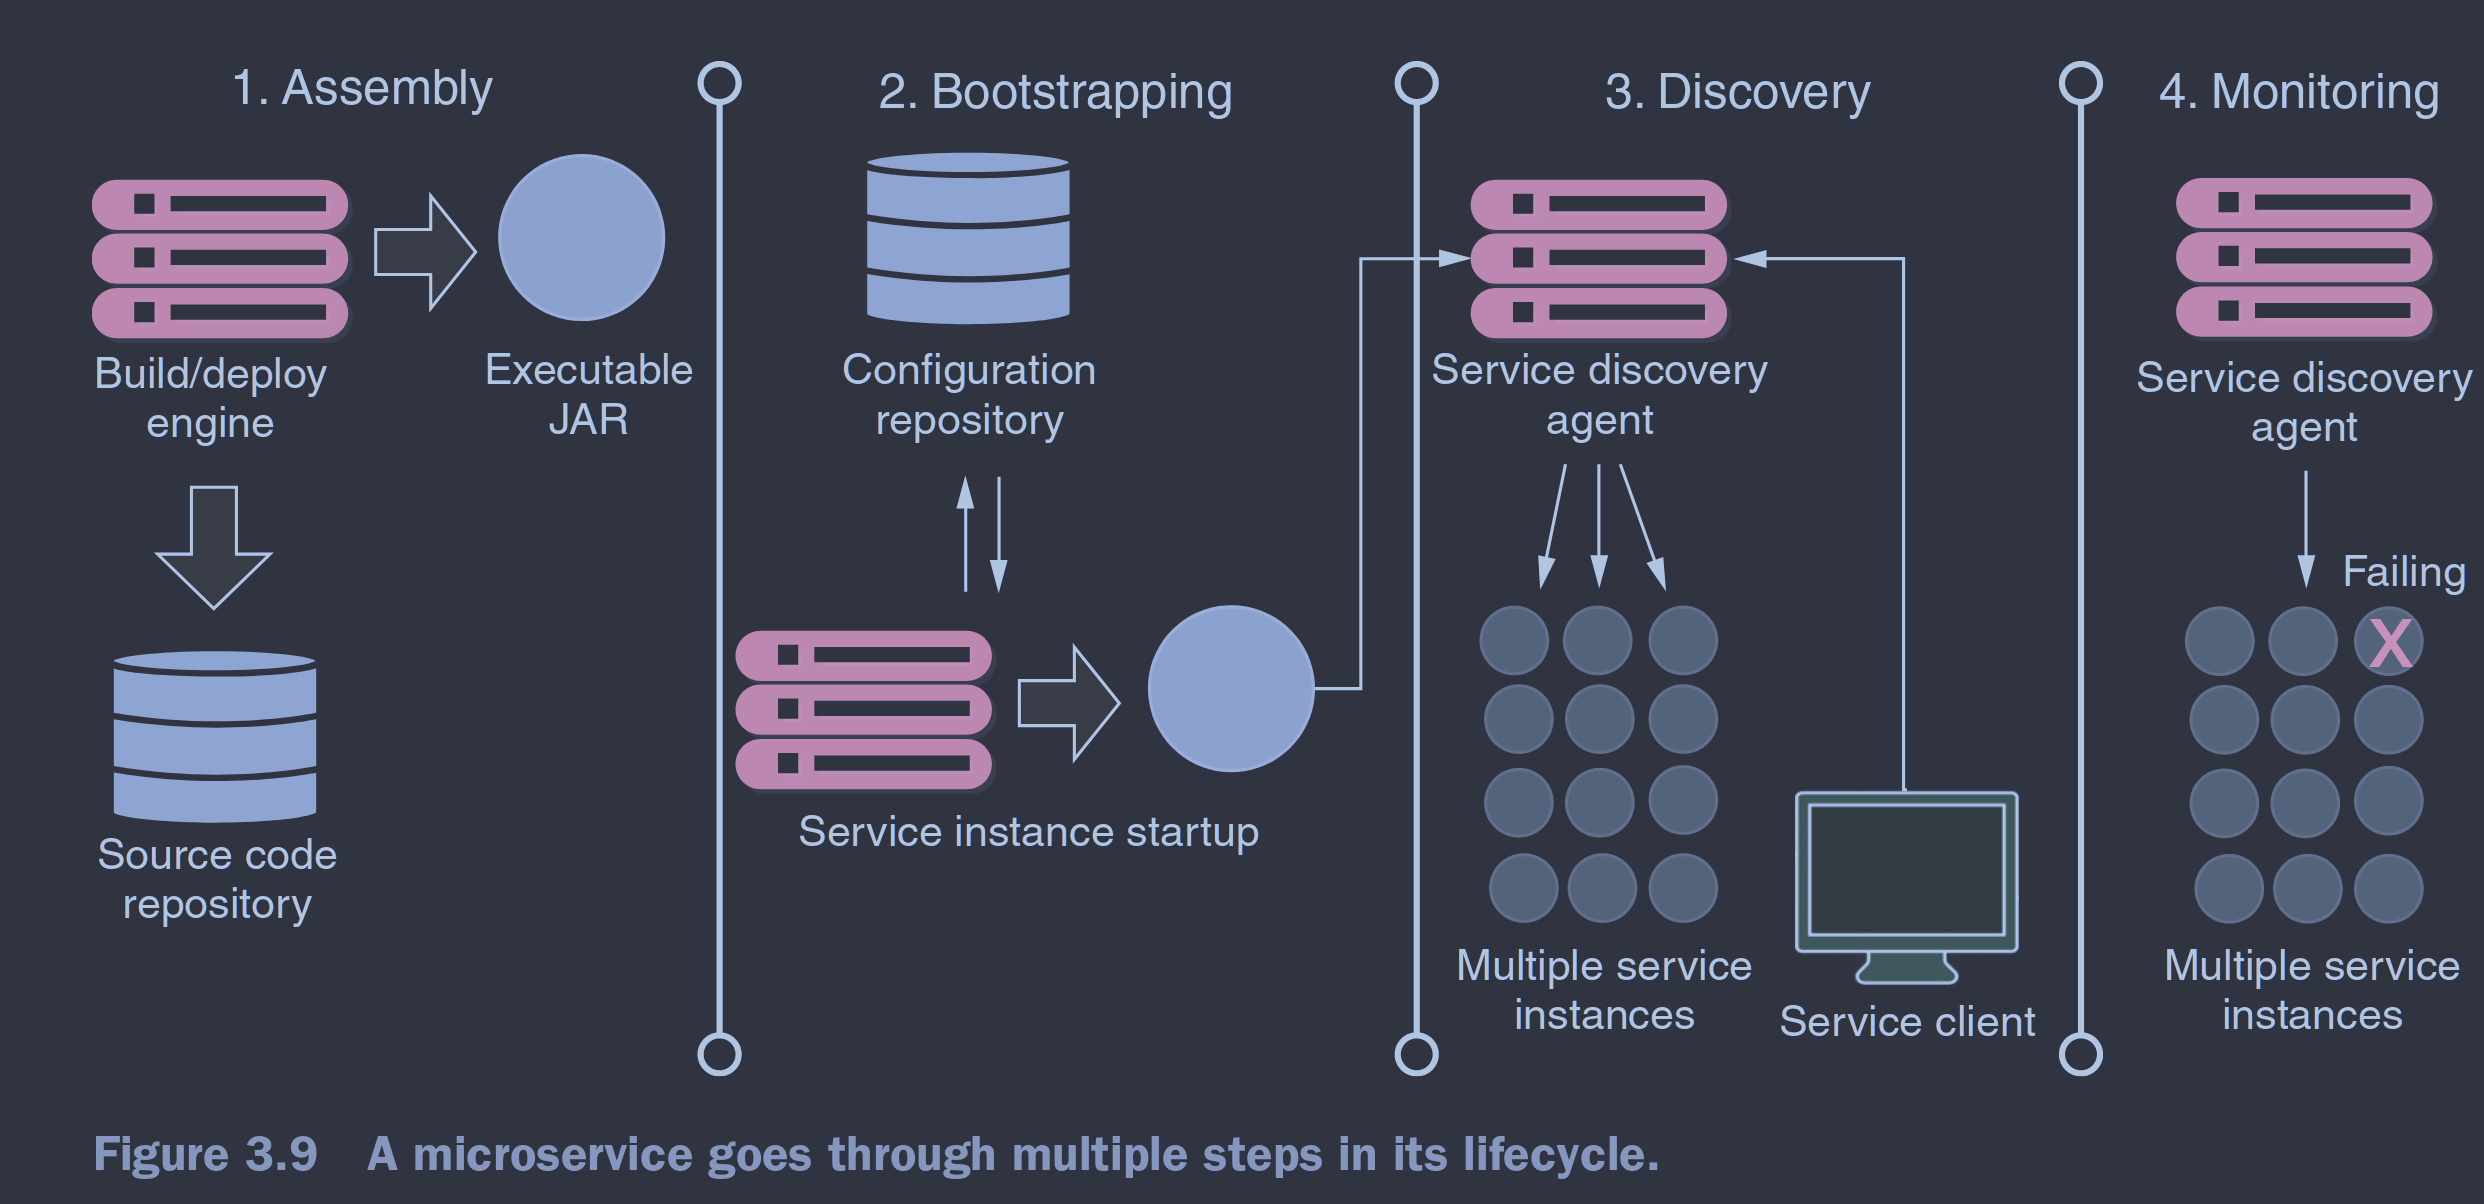 1. Assembly
Build/deploy
engine
Executable
JAR
Source code
repository
2. Bootstrapping
Configuration
repository
Service instance startup
3. Discovery
Service discovery
agent
Multiple service
instances
Service client
4. Monitoring
Service discovery
agent
Failing
X
Multiple service
instances
Figure 3.9 A microservice goes through multiple steps in its lifecycle.